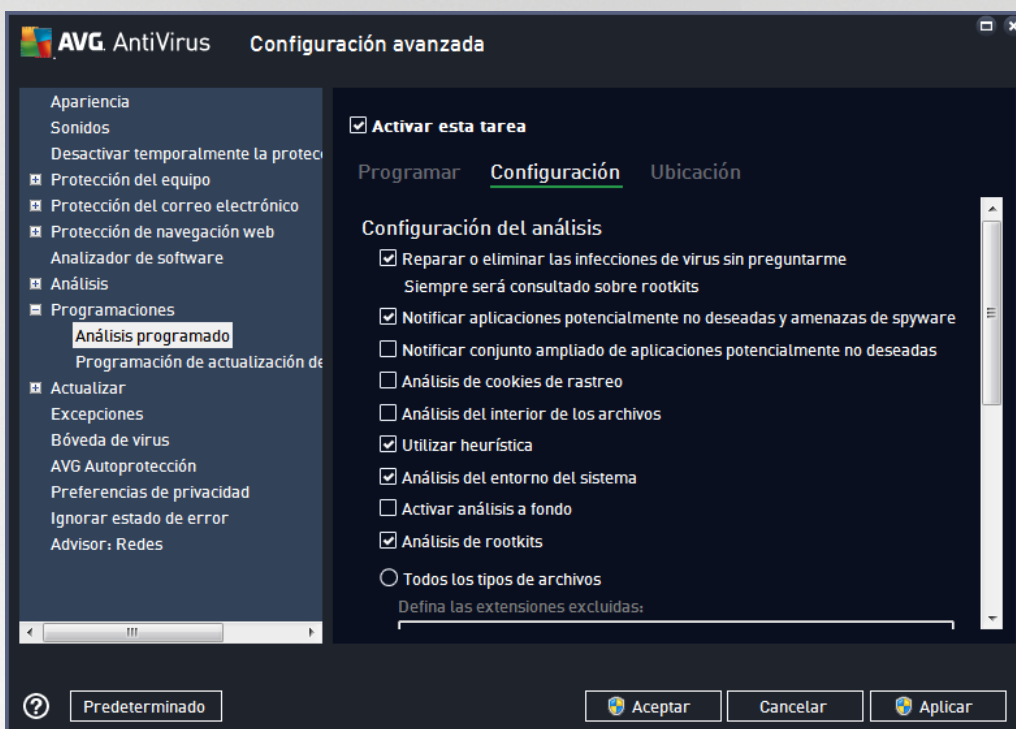 AVG. AntiVirus
Configuración avanzada
Apariencia
Sonidos
Desactivar temporalmente la protec
Protección del equipo
Protección del correo electrónico
Protección de navegación web
Analizador de software
Análisis
Programaciones
Análisis programado
Programación de actualización de
Actualizar
Excepciones
Bóveda de virus
AVG Autoprotección
Preferencias de privacidad
Ignorar estado de error
Advisor: Redes
Activar esta tarea
Programar Configuración Ubicación
Configuración del análisis
Reparar o eliminar las infecciones de virus sin preguntarme
Siempre será consultado sobre rootkits
Notificar aplicaciones potencialmente no deseadas y amenazas de spyware
Notificar conjunto ampliado de aplicaciones potencialmente no deseadas
Análisis de cookies de rastreo
Análisis del interior de los archivos
Utilizar heurística
Análisis del entorno del sistema
Activar análisis a fondo
Análisis de rootkits
Todos los tipos de archivos
Defina las extensiones excluidas:
? Predeterminado Aceptar Cancelar Aplicar